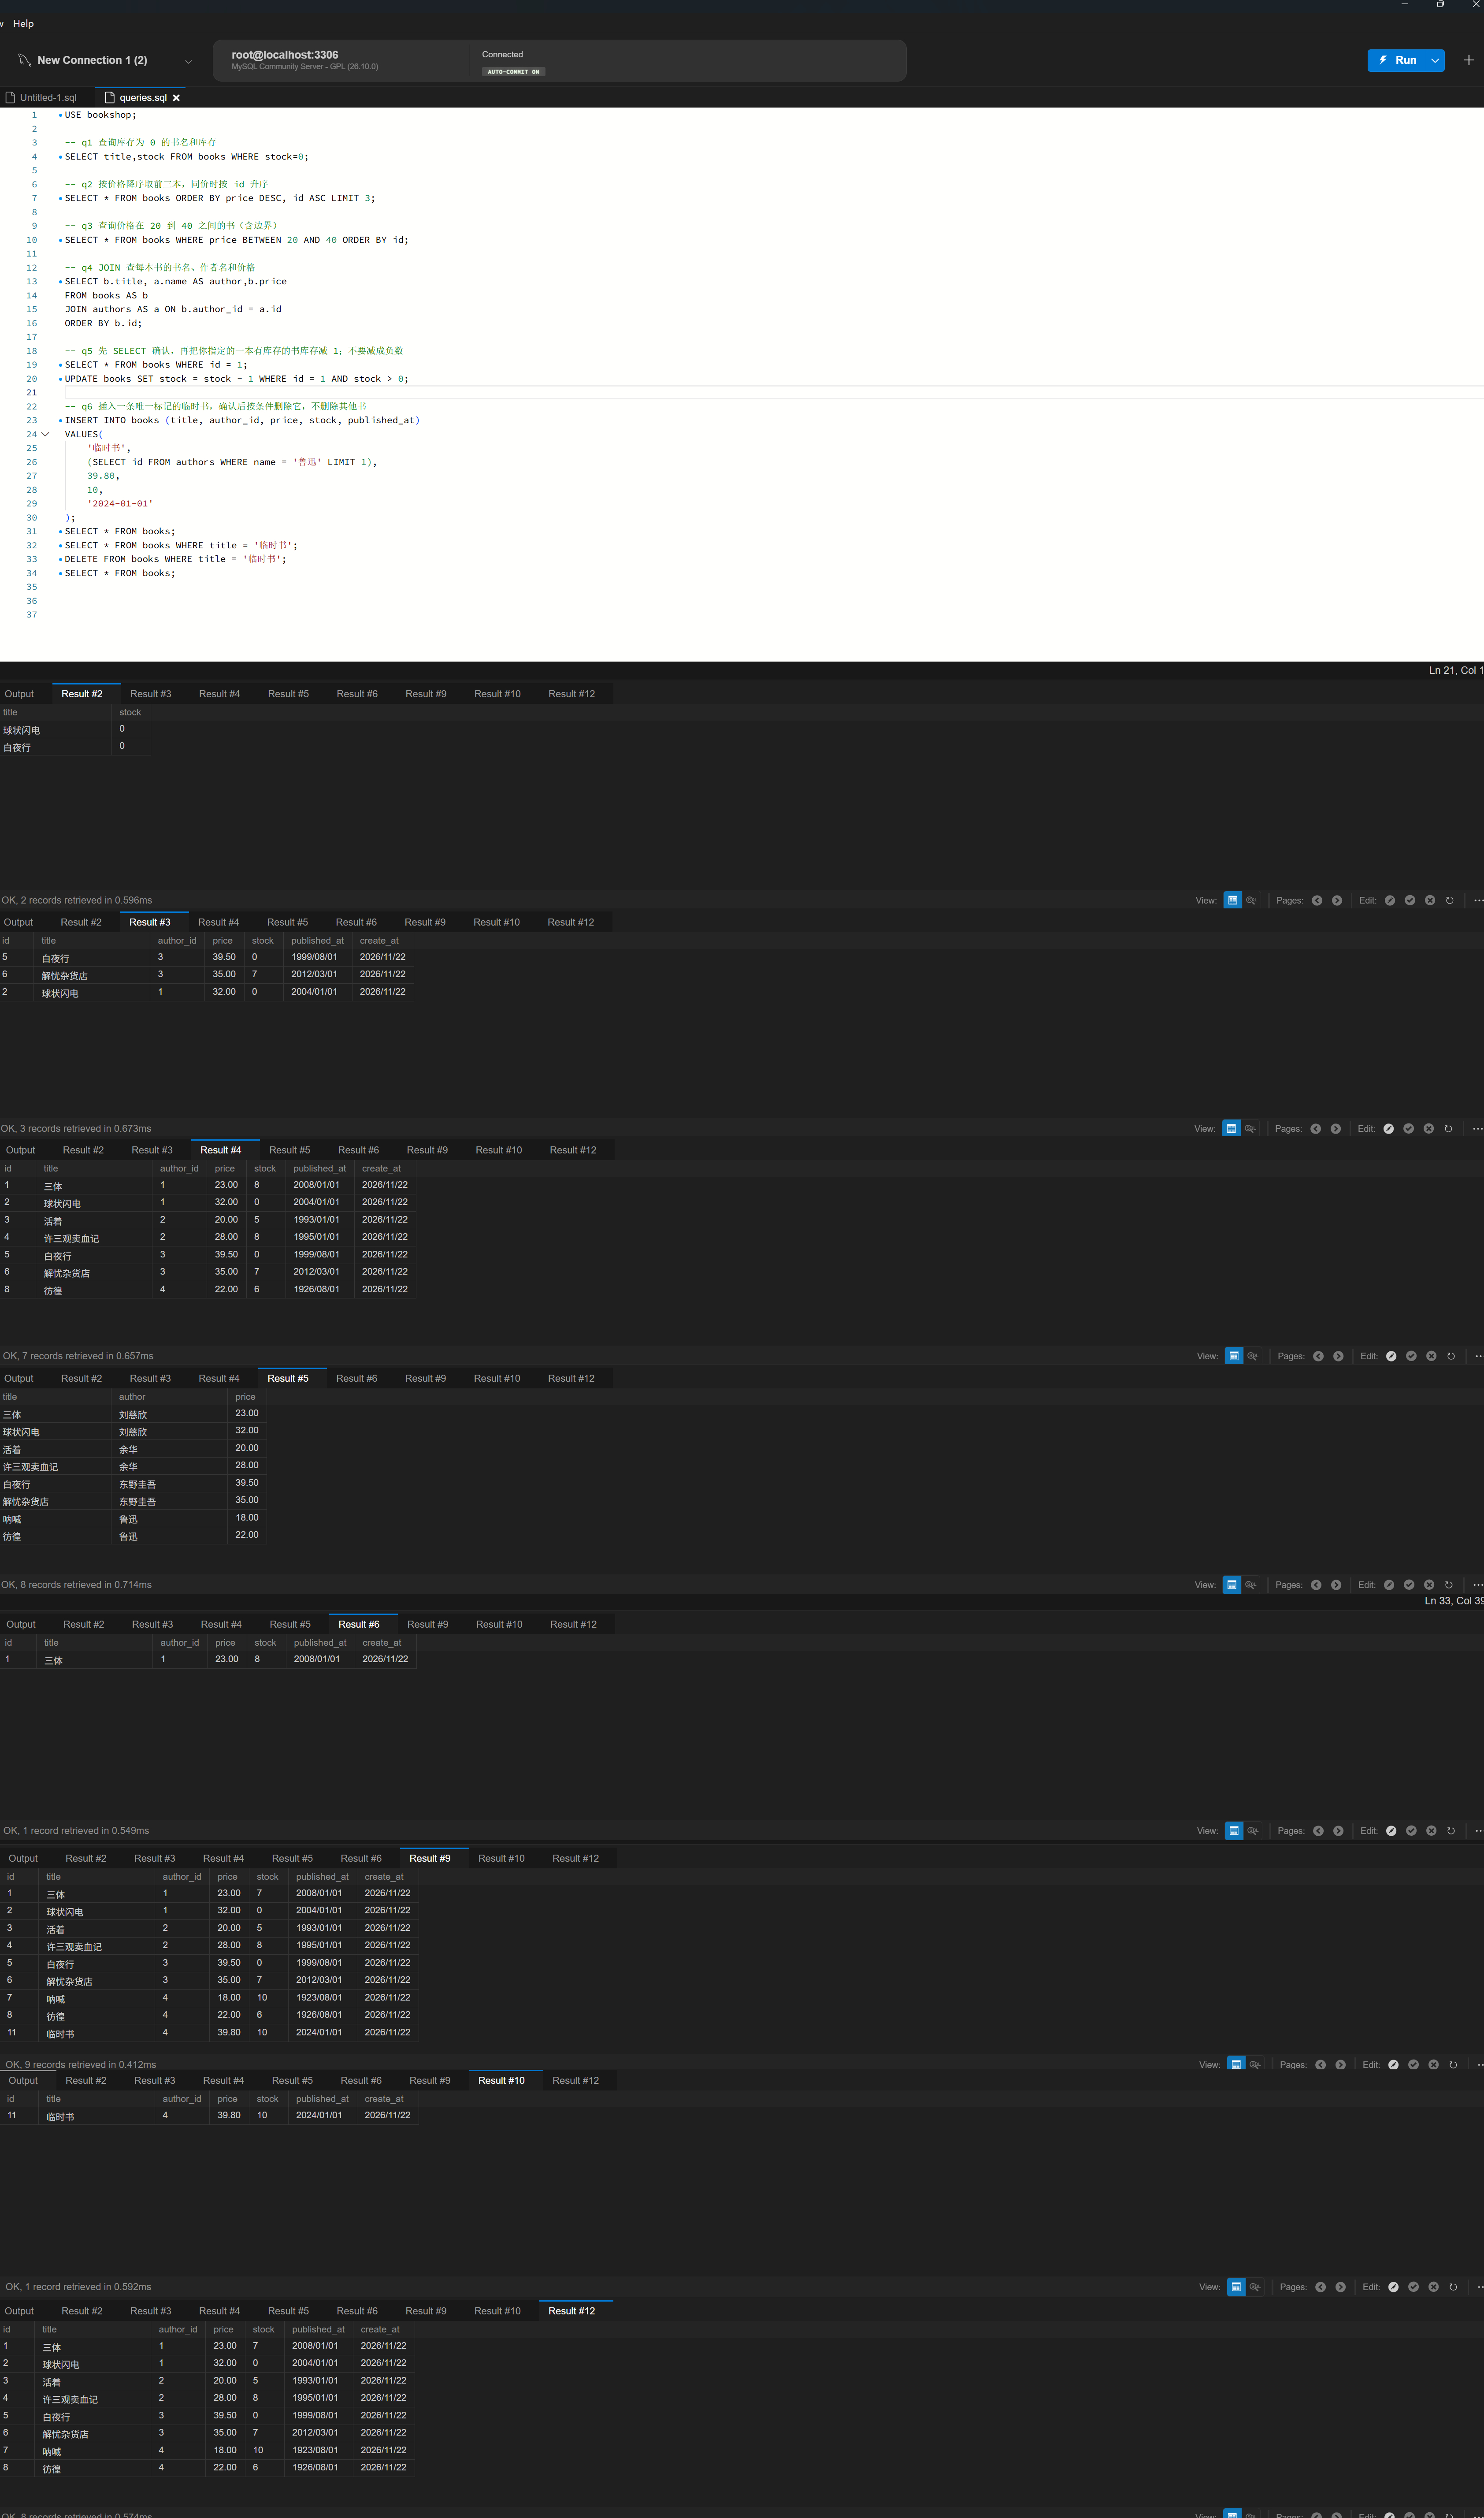 Help
New Connection 1 (2)
root@localhost:3306
MySQL Community Server - GPL (26.10.0)
Connected
AUTO-COMMIT ON
Run
Untitled-1.sql
queries.sql
1 USE bookshop;
2
3 -- q1 查询库存为 0 的书名和库存
4 SELECT title,stock FROM books WHERE stock=0;
5
6 -- q2 按价格降序取前三本，同价时按 id 升序
7 SELECT * FROM books ORDER BY price DESC, id ASC LIMIT 3;
8
9 -- q3 查询价格在 20 到 40 之间的书（含边界）
10 SELECT * FROM books WHERE price BETWEEN 20 AND 40 ORDER BY id;
11
12 -- q4 JOIN 查每本书的书名、作者名和价格
13 SELECT b.title, a.name AS author,b.price
14 FROM books AS b
15 JOIN authors AS a ON b.author_id = a.id
16 ORDER BY b.id;
17
18 -- q5 先 SELECT 确认，再把你指定的一本有库存的书库存减 1；不要减成负数
19 SELECT * FROM books WHERE id = 1;
20 UPDATE books SET stock = stock - 1 WHERE id = 1 AND stock > 0;
21
22 -- q6 插入一条唯一标记的临时书，确认后按条件删除它，不删除其他书
23 INSERT INTO books (title, author_id, price, stock, published_at)
24 VALUES(
25 '临时书',
26 (SELECT id FROM authors WHERE name = '鲁迅' LIMIT 1),
27 39.80,
28 10,
29 '2024-01-01'
30 );
31 SELECT * FROM books;
32 SELECT * FROM books WHERE title = '临时书';
33 DELETE FROM books WHERE title = '临时书';
34 SELECT * FROM books;
35
36
37
Ln 21, Col 1
Output Result #2 Result #3 Result #4 Result #5 Result #6 Result #9 Result #10 Result #12
title stock
球状闪电 0
白夜行 0
OK, 2 records retrieved in 0.596ms View: Pages: Edit:
Output Result #2 Result #3 Result #4 Result #5 Result #6 Result #9 Result #10 Result #12
id title author_id price stock published_at create_at
5 白夜行 3 39.50 0 1999/08/01 2026/11/22
6 解忧杂货店 3 35.00 7 2012/03/01 2026/11/22
2 球状闪电 1 32.00 0 2004/01/01 2026/11/22
OK, 3 records retrieved in 0.673ms View: Pages: Edit:
Output Result #2 Result #3 Result #4 Result #5 Result #6 Result #9 Result #10 Result #12
id title author_id price stock published_at create_at
1 三体 1 23.00 8 2008/01/01 2026/11/22
2 球状闪电 1 32.00 0 2004/01/01 2026/11/22
3 活着 2 20.00 5 1993/01/01 2026/11/22
4 许三观卖血记 2 28.00 8 1995/01/01 2026/11/22
5 白夜行 3 39.50 0 1999/08/01 2026/11/22
6 解忧杂货店 3 35.00 7 2012/03/01 2026/11/22
8 彷徨 4 22.00 6 1926/08/01 2026/11/22
OK, 7 records retrieved in 0.657ms View: Pages: Edit:
Output Result #2 Result #3 Result #4 Result #5 Result #6 Result #9 Result #10 Result #12
title author price
三体 刘慈欣 23.00
球状闪电 刘慈欣 32.00
活着 余华 20.00
许三观卖血记 余华 28.00
白夜行 东野圭吾 39.50
解忧杂货店 东野圭吾 35.00
呐喊 鲁迅 18.00
彷徨 鲁迅 22.00
OK, 8 records retrieved in 0.714ms View: Pages: Edit:
Ln 33, Col 39
Output Result #2 Result #3 Result #4 Result #5 Result #6 Result #9 Result #10 Result #12
id title author_id price stock published_at create_at
1 三体 1 23.00 8 2008/01/01 2026/11/22
OK, 1 record retrieved in 0.549ms View: Pages: Edit:
Output Result #2 Result #3 Result #4 Result #5 Result #6 Result #9 Result #10 Result #12
id title author_id price stock published_at create_at
1 三体 1 23.00 7 2008/01/01 2026/11/22
2 球状闪电 1 32.00 0 2004/01/01 2026/11/22
3 活着 2 20.00 5 1993/01/01 2026/11/22
4 许三观卖血记 2 28.00 8 1995/01/01 2026/11/22
5 白夜行 3 39.50 0 1999/08/01 2026/11/22
6 解忧杂货店 3 35.00 7 2012/03/01 2026/11/22
7 呐喊 4 18.00 10 1923/08/01 2026/11/22
8 彷徨 4 22.00 6 1926/08/01 2026/11/22
11 临时书 4 39.80 10 2024/01/01 2026/11/22
OK, 9 records retrieved in 0.412ms View: Pages: Edit:
Output Result #2 Result #3 Result #4 Result #5 Result #6 Result #9 Result #10 Result #12
id title author_id price stock published_at create_at
11 临时书 4 39.80 10 2024/01/01 2026/11/22
OK, 1 record retrieved in 0.592ms View: Pages: Edit:
Output Result #2 Result #3 Result #4 Result #5 Result #6 Result #9 Result #10 Result #12
id title author_id price stock published_at create_at
1 三体 1 23.00 7 2008/01/01 2026/11/22
2 球状闪电 1 32.00 0 2004/01/01 2026/11/22
3 活着 2 20.00 5 1993/01/01 2026/11/22
4 许三观卖血记 2 28.00 8 1995/01/01 2026/11/22
5 白夜行 3 39.50 0 1999/08/01 2026/11/22
6 解忧杂货店 3 35.00 7 2012/03/01 2026/11/22
7 呐喊 4 18.00 10 1923/08/01 2026/11/22
8 彷徨 4 22.00 6 1926/08/01 2026/11/22
OK, 8 records retrieved in 0.574ms View: Pages: Edit: